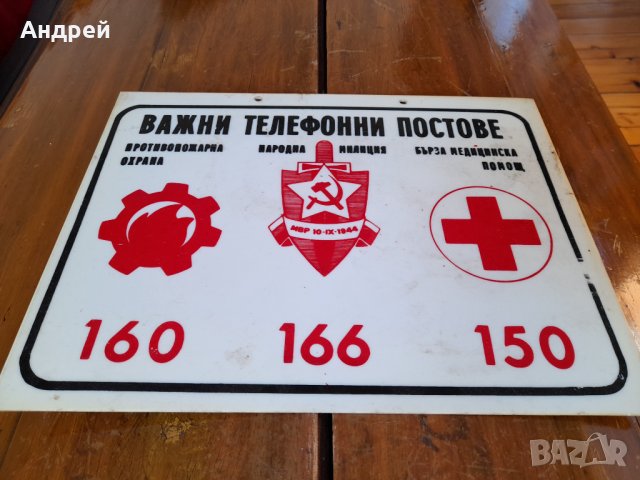 Андрей
ВАЖНИ ТЕЛЕФОННИ ПОСТОВЕ
ПРОТИВОПОЖАРНА
ОХРАНА
НАРОДНА МИЛИЦИЯ
БЪРЗА МЕДИЦИНСКА
ПОМОЩ
МВР 10-IX-1944
160
166
150
BAZAR